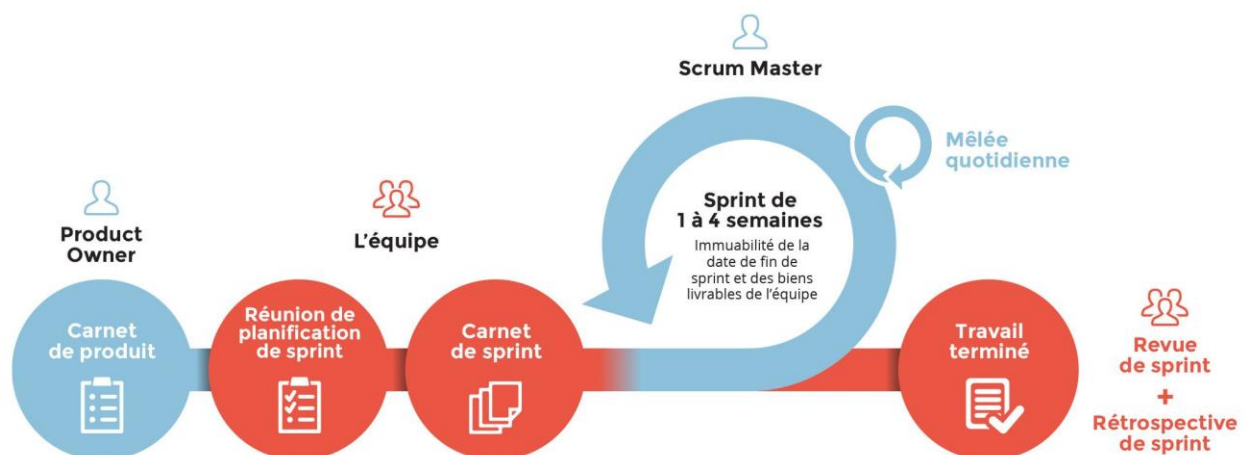 Scrum Master
Mêlée
quotidienne
Sprint de
1 à 4 semaines
Immuabilité de la
date de fin de
sprint et des biens
livrables de l'équipe
Product
Owner
L'équipe
Carnet
de produit
Réunion de
planification
de sprint
Carnet
de sprint
Travail
terminé
Revue
de sprint
+
Rétrospective
de sprint